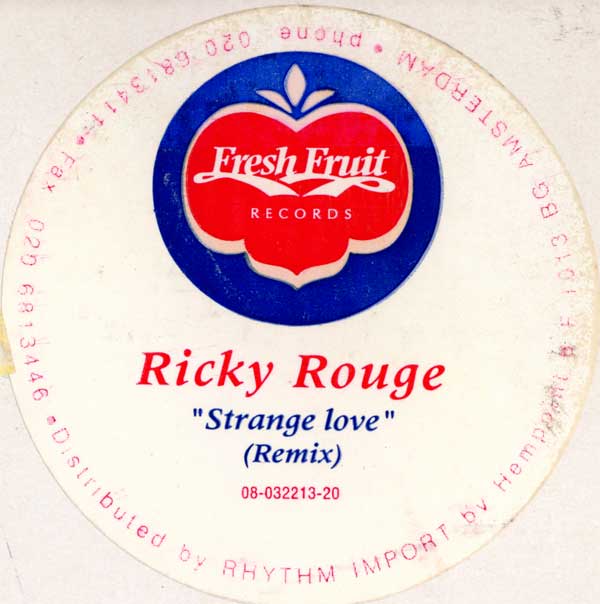 Fresh Fruit
RECORDS
Ricky Rouge
"Strange love"
(Remix)
08-032213-20
Distributed by RHYTHM IMPORT bv Hemppoint 1013 BG AMSTERDAM • phone 020 6813411 • Fax 020 6813446 •